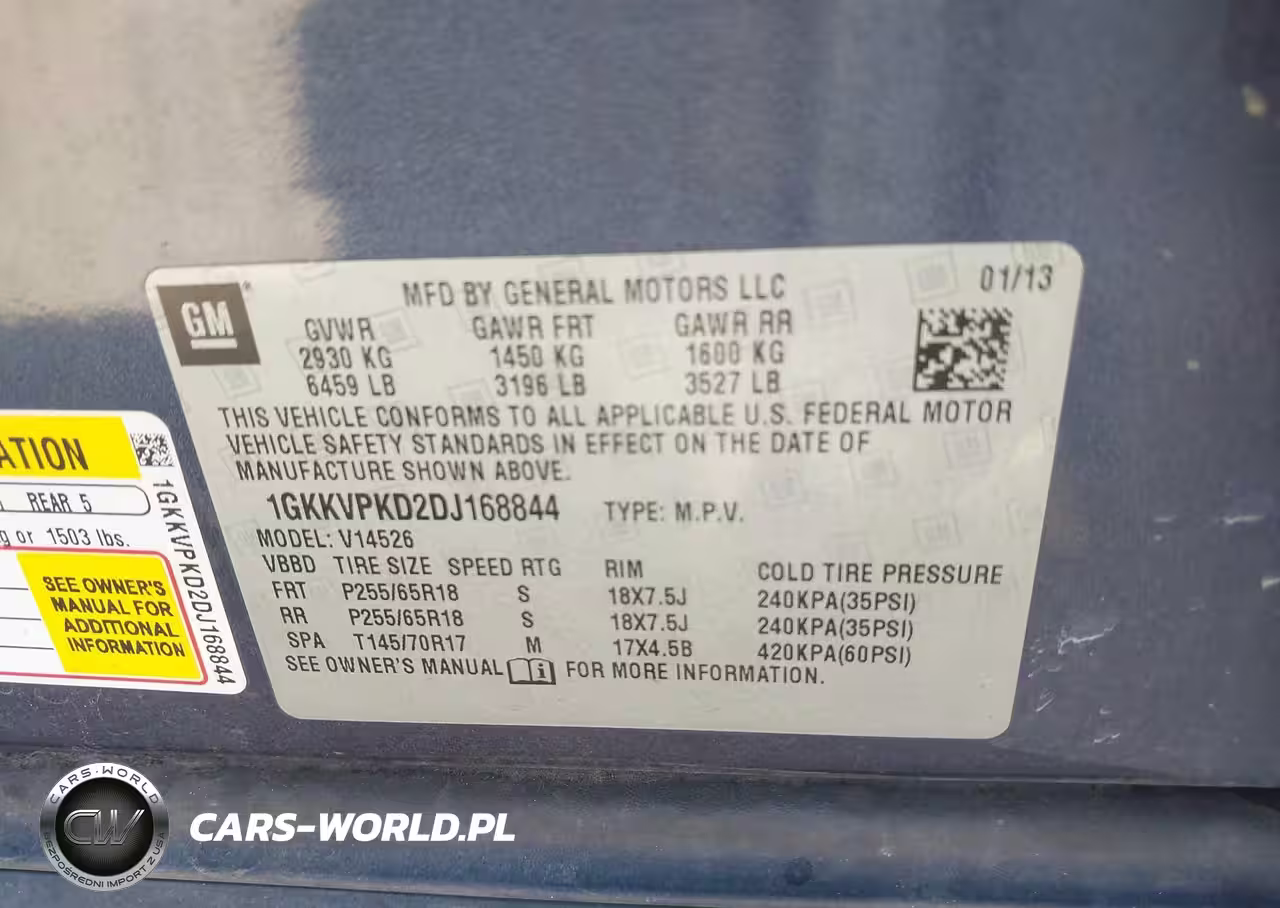 GM
MFD BY GENERAL MOTORS LLC 01/13
GVWR GAWR FRT GAWR RR
2930 KG 1450 KG 1600 KG
6459 LB 3196 LB 3527 LB
THIS VEHICLE CONFORMS TO ALL APPLICABLE U.S. FEDERAL MOTOR
VEHICLE SAFETY STANDARDS IN EFFECT ON THE DATE OF
MANUFACTURE SHOWN ABOVE.
1GKKVPKD2DJ168844 TYPE: M.P.V.
MODEL: V14526
VBBD TIRE SIZE SPEED RTG RIM COLD TIRE PRESSURE
FRT P255/65R18 S 18X7.5J 240KPA(35PSI)
RR P255/65R18 S 18X7.5J 240KPA(35PSI)
SPA T145/70R17 M 17X4.5B 420KPA(60PSI)
SEE OWNER'S MANUAL FOR MORE INFORMATION.
ATION
REAR 5
g or 1503 lbs.
SEE OWNER'S
MANUAL FOR
ADDITIONAL
INFORMATION
1GKKVPKD2DJ168844
CARS-WORLD
CW
BEZPOŚREDNI IMPORT Z USA
CARS-WORLD.PL